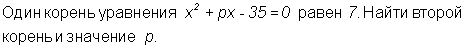 Один корень уравнения x² + px - 35 = 0 равен 7. Найти второй
корень и значение p.